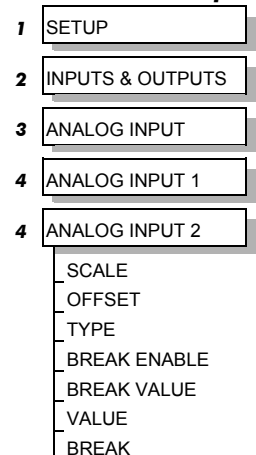 1 SETUP
2 INPUTS & OUTPUTS
3 ANALOG INPUT
4 ANALOG INPUT 1
4 ANALOG INPUT 2
SCALE
OFFSET
TYPE
BREAK ENABLE
BREAK VALUE
VALUE
BREAK